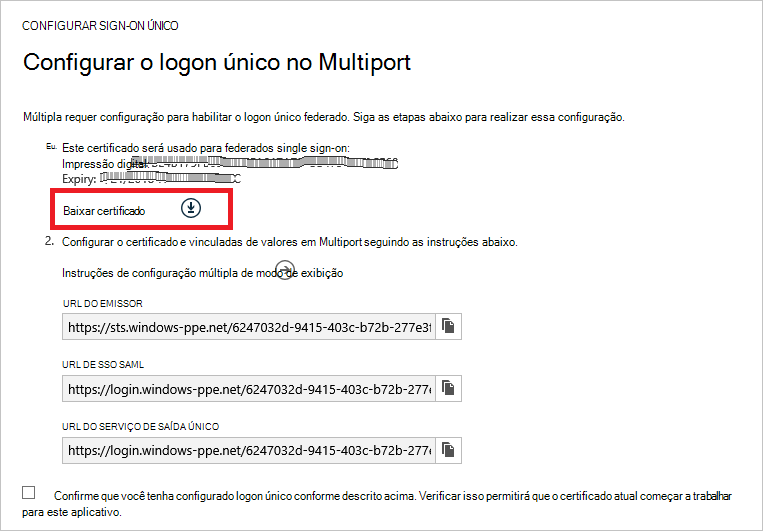 CONFIGURAR SIGN-ON ÚNICO
Configurar o logon único no Multiport
Múltipla requer configuração para habilitar o logon único federado. Siga as etapas abaixo para realizar essa configuração.
Eu. Este certificado será usado para federados single sign-on:
Impressão digital:
Expiry:
Baixar certificado
2. Configurar o certificado e vinculadas de valores em Multiport seguindo as instruções abaixo.
Instruções de configuração múltipla de modo de exibição
URL DO EMISSOR
https://sts.windows-ppe.net/6247032d-9415-403c-b72b-277e3f
URL DE SSO SAML
https://login.windows-ppe.net/6247032d-9415-403c-b72b-277e
URL DO SERVIÇO DE SAÍDA ÚNICO
https://login.windows-ppe.net/6247032d-9415-403c-b72b-277e
Confirme que você tenha configurado logon único conforme descrito acima. Verificar isso permitirá que o certificado atual começar a trabalhar
para este aplicativo.